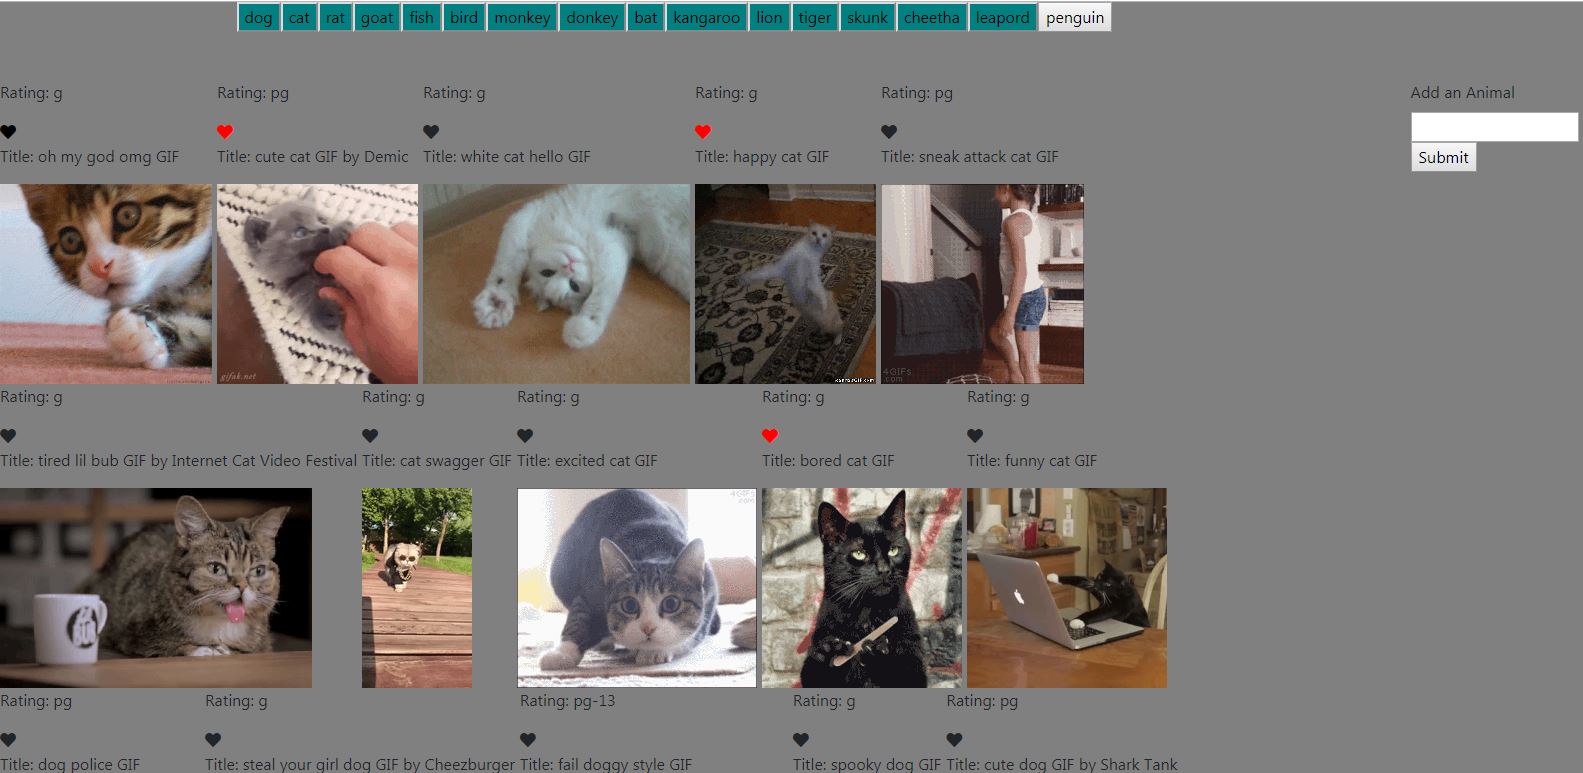 dog cat rat goat fish bird monkey donkey bat kangaroo lion tiger skunk cheetha leapord penguin
Rating: g Rating: pg Rating: g Rating: g Rating: pg Add an Animal
Title: oh my god omg GIF Title: cute cat GIF by Demic Title: white cat hello GIF Title: happy cat GIF Title: sneak attack cat GIF Submit
gifak.net
4GIFs
.com
Rating: g Rating: g Rating: g Rating: g Rating: g
Title: tired lil bub GIF by Internet Cat Video Festival Title: cat swagger GIF Title: excited cat GIF Title: bored cat GIF Title: funny cat GIF
4GIFS
.com
Rating: pg Rating: g Rating: pg-13 Rating: g Rating: pg
Title: dog police GIF Title: steal your girl dog GIF by Cheezburger Title: fail doggy style GIF Title: spooky dog GIF Title: cute dog GIF by Shark Tank